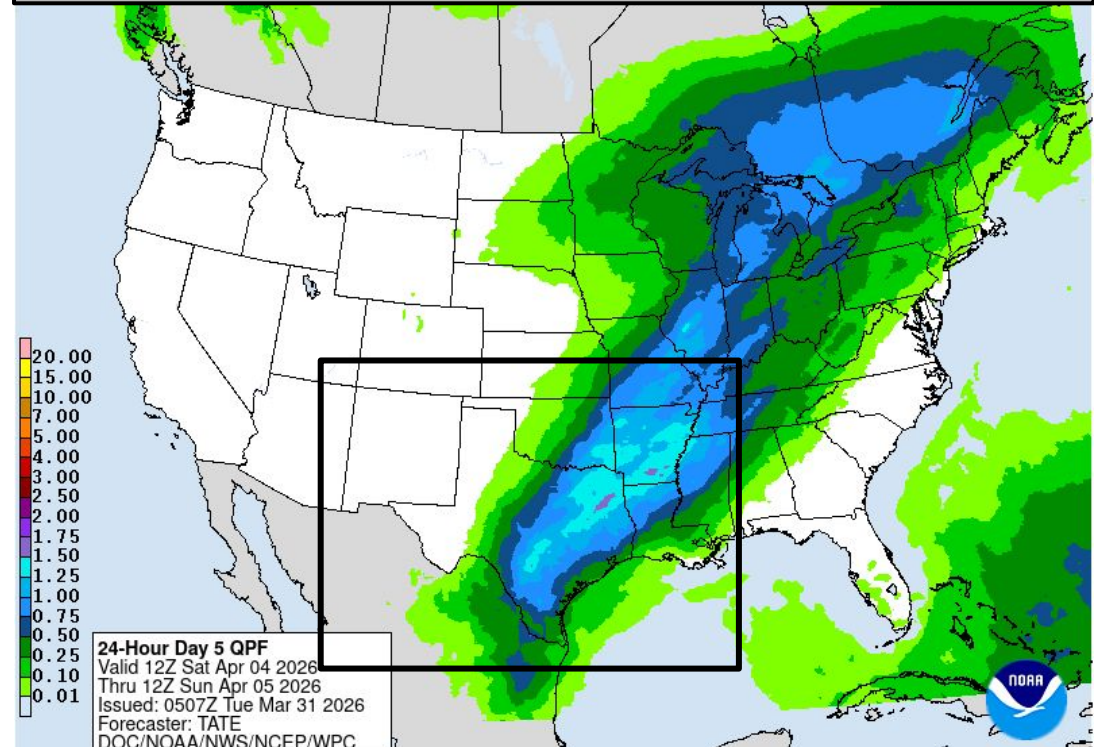 20.00
15.00
10.00
7.00
5.00
4.00
3.00
2.50
2.00
1.75
1.50
1.25
1.00
0.75
0.50
0.25
0.10
0.01
24-Hour Day 5 QPF
Valid 12Z Sat Apr 04 2026
Thru 12Z Sun Apr 05 2026
Issued: 0507Z Tue Mar 31 2026
Forecaster: TATE
DOC/NOAA/NWS/NCEP/WPC
NOAA